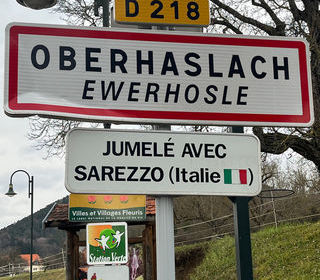 D 218
OBERHASLACH
EWERHOSLE
JUMELÉ AVEC
SAREZZO (Italie)
Villes et Villages Fleuris
Station Verte